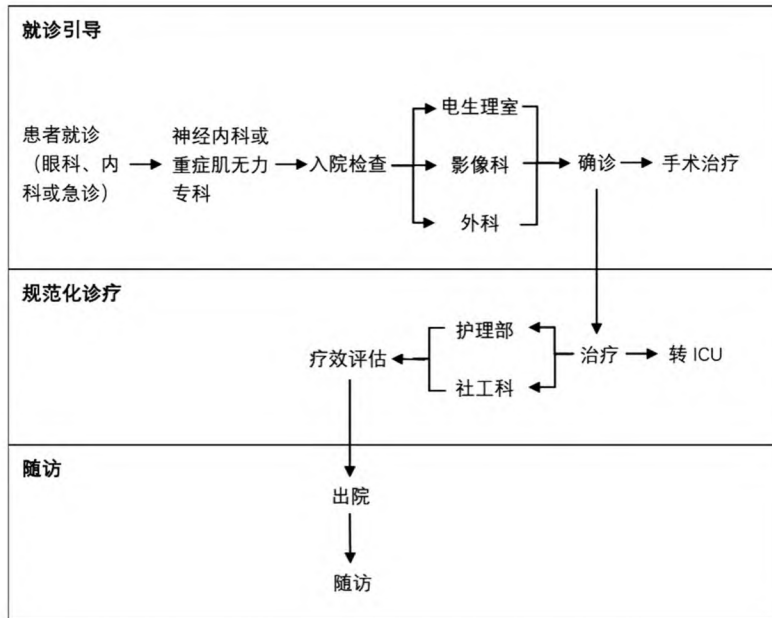 就诊引导
患者就诊
（眼科、内
科或急诊）
神经内科或
重症肌无力
专科
入院检查
电生理室
影像科
外科
确诊
手术治疗
规范化诊疗
护理部
社工科
疗效评估
治疗
转 ICU
随访
出院
随访